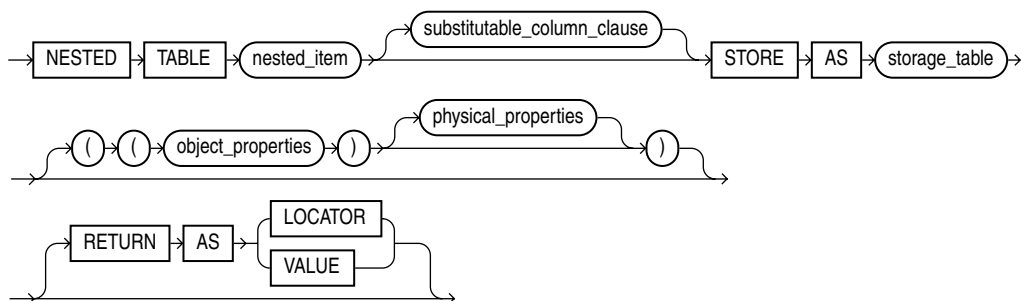 substitutable_column_clause
NESTED TABLE nested_item STORE AS storage_table
physical_properties
( ( object_properties ) )
LOCATOR
RETURN AS
VALUE